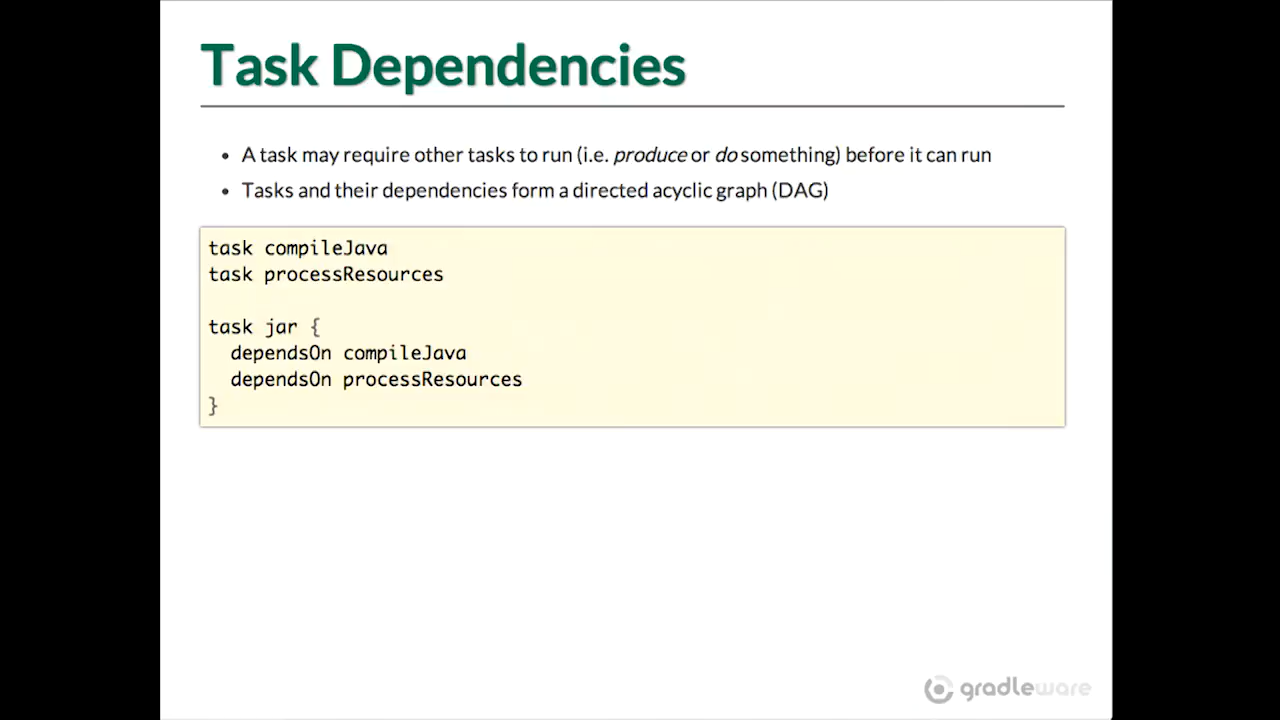 Task Dependencies
• A task may require other tasks to run (i.e. produce or do something) before it can run
• Tasks and their dependencies form a directed acyclic graph (DAG)
task compileJava
task processResources
task jar {
  dependsOn compileJava
  dependsOn processResources
}
gradleware